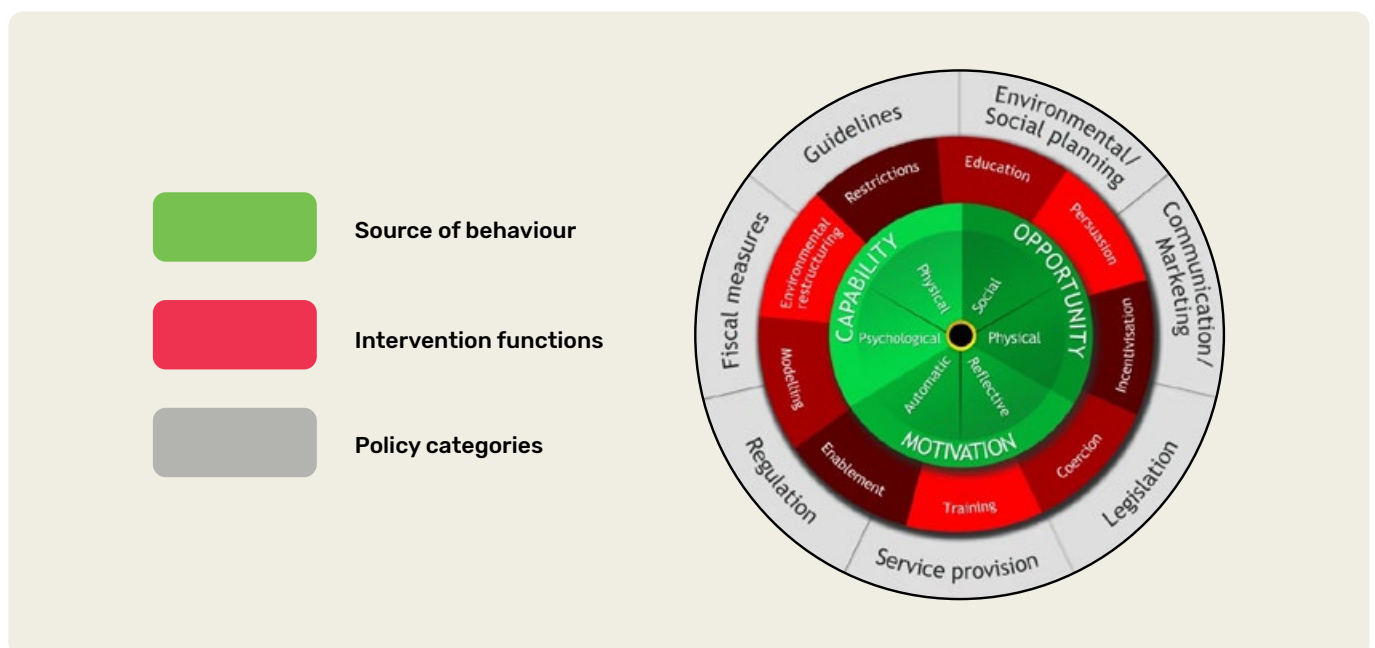 Source of behaviour
Intervention functions
Policy categories
Environmental/
Social planning
Communication/
Marketing
Legislation
Service provision
Regulation
Fiscal measures
Guidelines
Education
Persuasion
Incentivisation
Coercion
Training
Enablement
Modelling
Environmental
restructuring
Restrictions
CAPABILITY
Physical
Psychological
OPPORTUNITY
Social
Physical
MOTIVATION
Automatic
Reflective